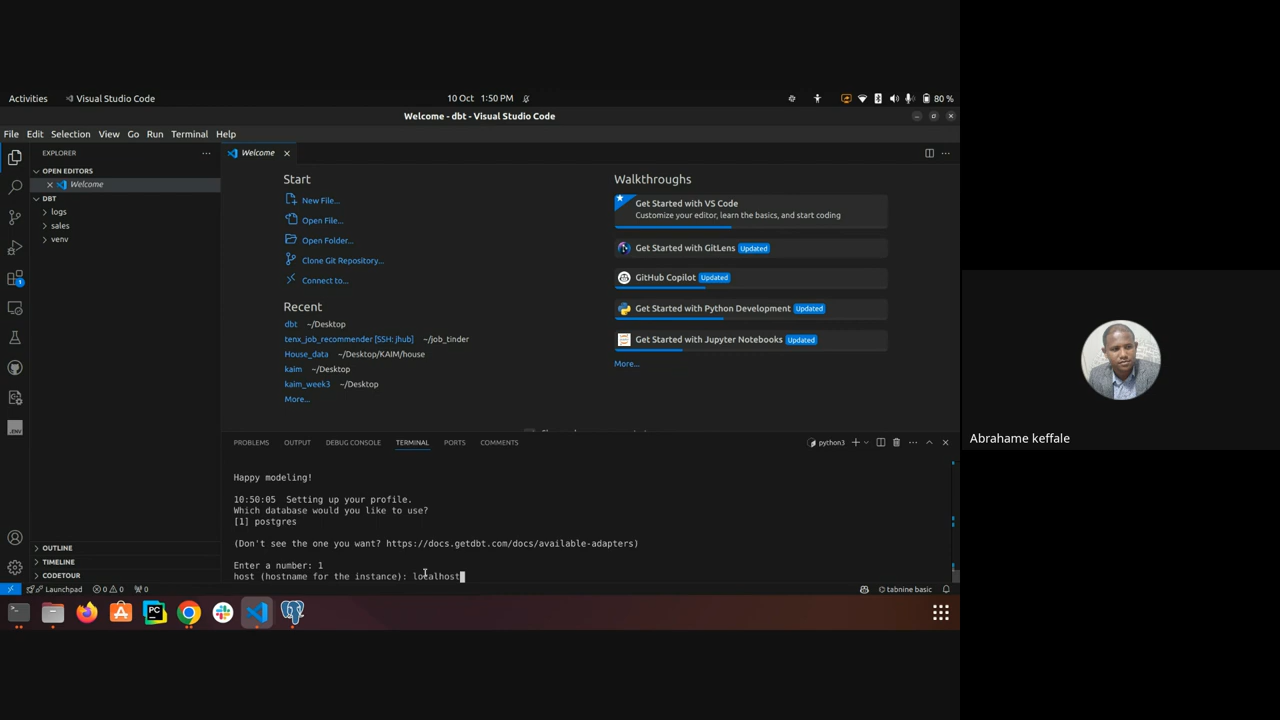 Activities
Visual Studio Code
10 Oct 1:50 PM
80 %
Welcome - dbt - Visual Studio Code
File Edit Selection View Go Run Terminal Help
EXPLORER
OPEN EDITORS
Welcome
DBT
logs
sales
venv
OUTLINE
TIMELINE
CODETOUR
Welcome
Start
New File...
Open File...
Open Folder...
Clone Git Repository...
Connect to...
Recent
dbt ~/Desktop
tenx_job_recommender [SSH: jhub] ~/job_tinder
House_data ~/Desktop/KAIM/house
kaim ~/Desktop
kaim_week3 ~/Desktop
More...
Walkthroughs
Get Started with VS Code
Customize your editor, learn the basics, and start coding
Get Started with GitLens Updated
GitHub Copilot Updated
Get Started with Python Development Updated
Get Started with Jupyter Notebooks Updated
More...
PROBLEMS OUTPUT DEBUG CONSOLE TERMINAL PORTS COMMENTS
python3
Happy modeling!
10:50:05 Setting up your profile.
Which database would you like to use?
[1] postgres
(Don't see the one you want? https://docs.getdbt.com/docs/available-adapters)
Enter a number: 1
host (hostname for the instance): localhost
Launchpad 0 0 0
tabnine basic
Abrahame keffale